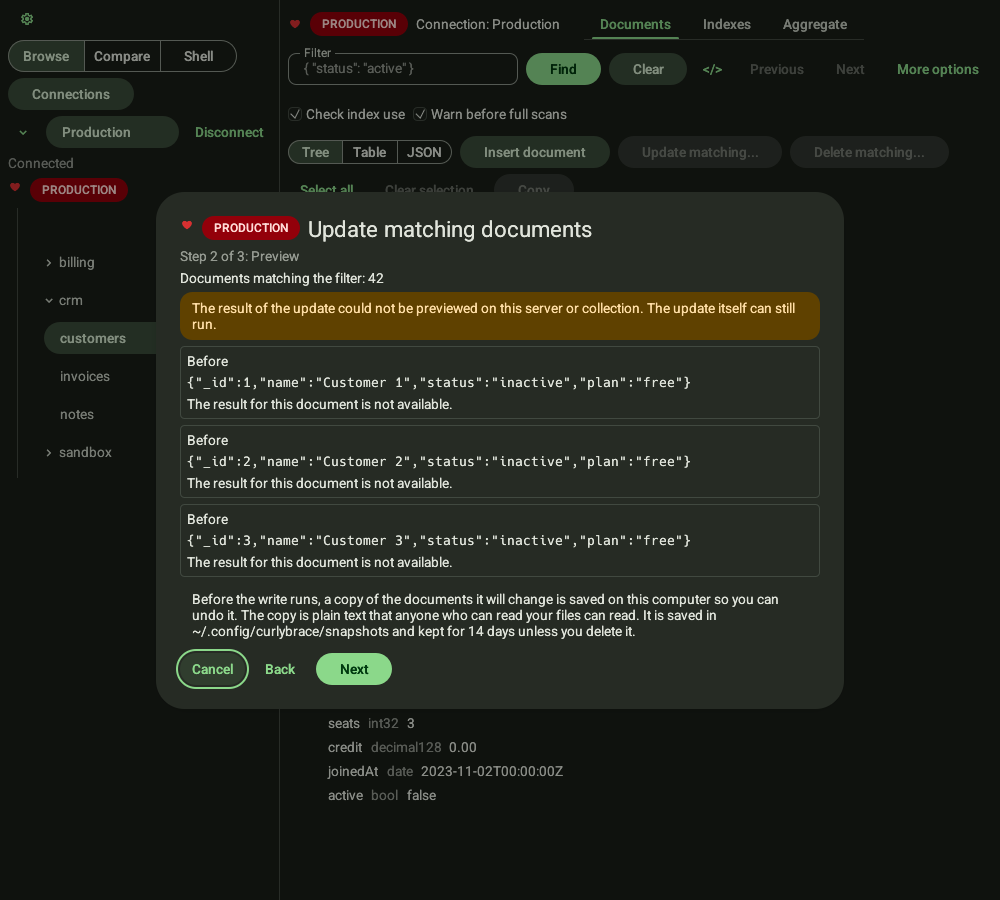 PRODUCTION Connection: Production Documents Indexes Aggregate
Browse Compare Shell
Filter
{ "status": "active" } Find Clear </> Previous Next More options
Connections
Check index use Warn before full scans
Production Disconnect
Tree Table JSON Insert document Update matching... Delete matching...
Connected
PRODUCTION
Select all Clear selection Copy
billing
crm
customers
invoices
notes
sandbox
PRODUCTION Update matching documents
Step 2 of 3: Preview
Documents matching the filter: 42
The result of the update could not be previewed on this server or collection. The update itself can still
run.
Before
{"_id":1,"name":"Customer 1","status":"inactive","plan":"free"}
The result for this document is not available.
Before
{"_id":2,"name":"Customer 2","status":"inactive","plan":"free"}
The result for this document is not available.
Before
{"_id":3,"name":"Customer 3","status":"inactive","plan":"free"}
The result for this document is not available.
Before the write runs, a copy of the documents it will change is saved on this computer so you can
undo it. The copy is plain text that anyone who can read your files can read. It is saved in
~/.config/curlybrace/snapshots and kept for 14 days unless you delete it.
Cancel Back Next
seats int32 3
credit decimal128 0.00
joinedAt date 2023-11-02T00:00:00Z
active bool false